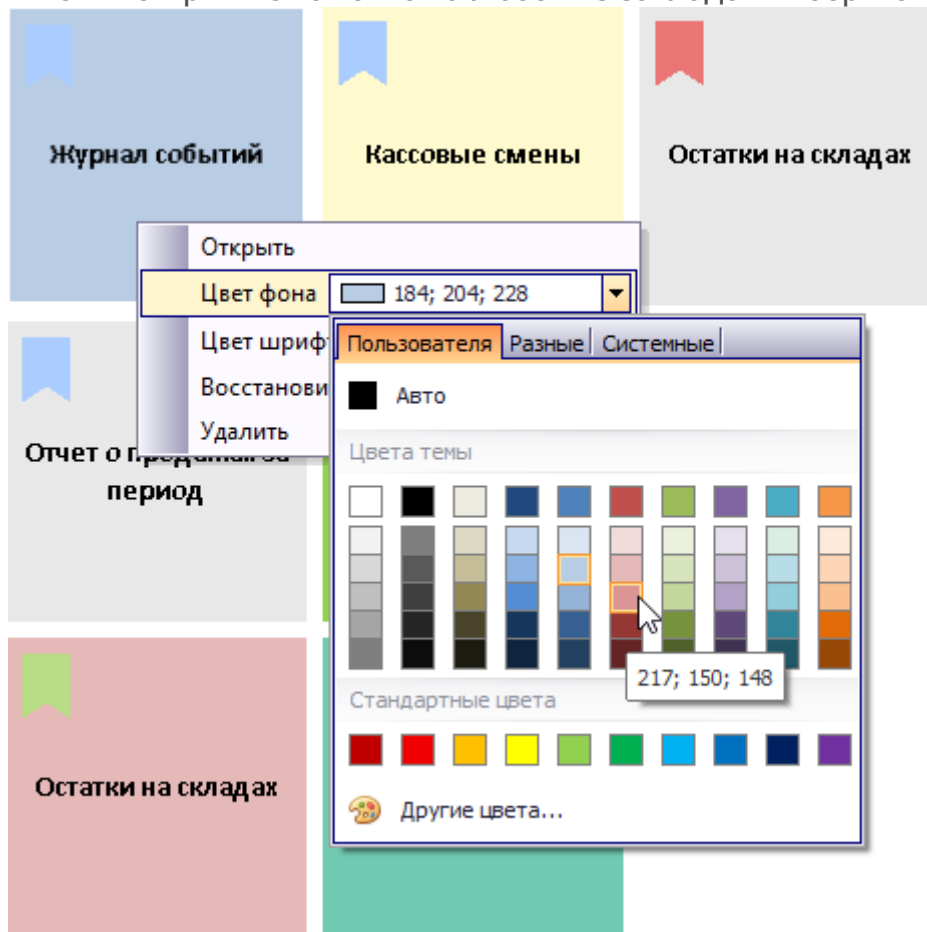 Журнал событий
Кассовые смены
Остатки на складах
Открыть
Цвет фона 184; 204; 228
Цвет шриф
Восстанови
Удалить
Пользователя Разные Системные
Авто
Цвета темы
217; 150; 148
Стандартные цвета
Другие цвета...
Отчет о
период
Остатки на складах